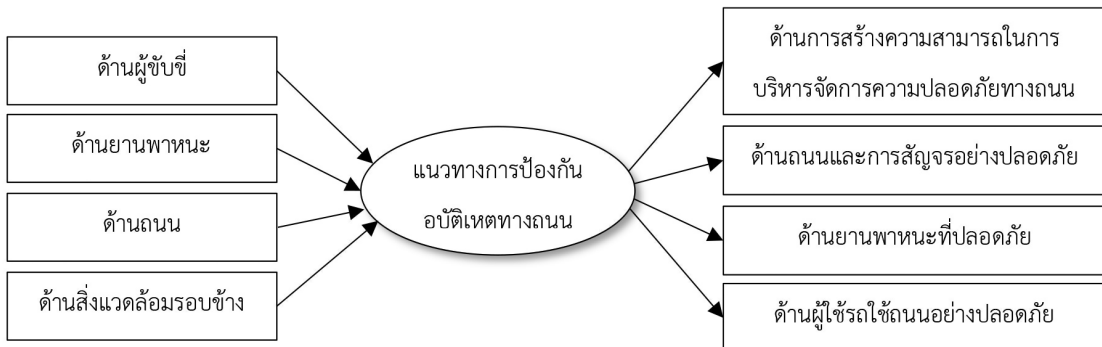 ด้านผู้ขับขี่
ด้านยานพาหนะ
ด้านถนน
ด้านสิ่งแวดล้อมรอบข้าง
แนวทางการป้องกัน
อบัติเหตทางถนน
ด้านการสร้างความสามารถในการ
บริหารจัดการความปลอดภัยทางถนน
ด้านถนนและการสัญจรอย่างปลอดภัย
ด้านยานพาหนะที่ปลอดภัย
ด้านผู้ใช้รถใช้ถนนอย่างปลอดภัย